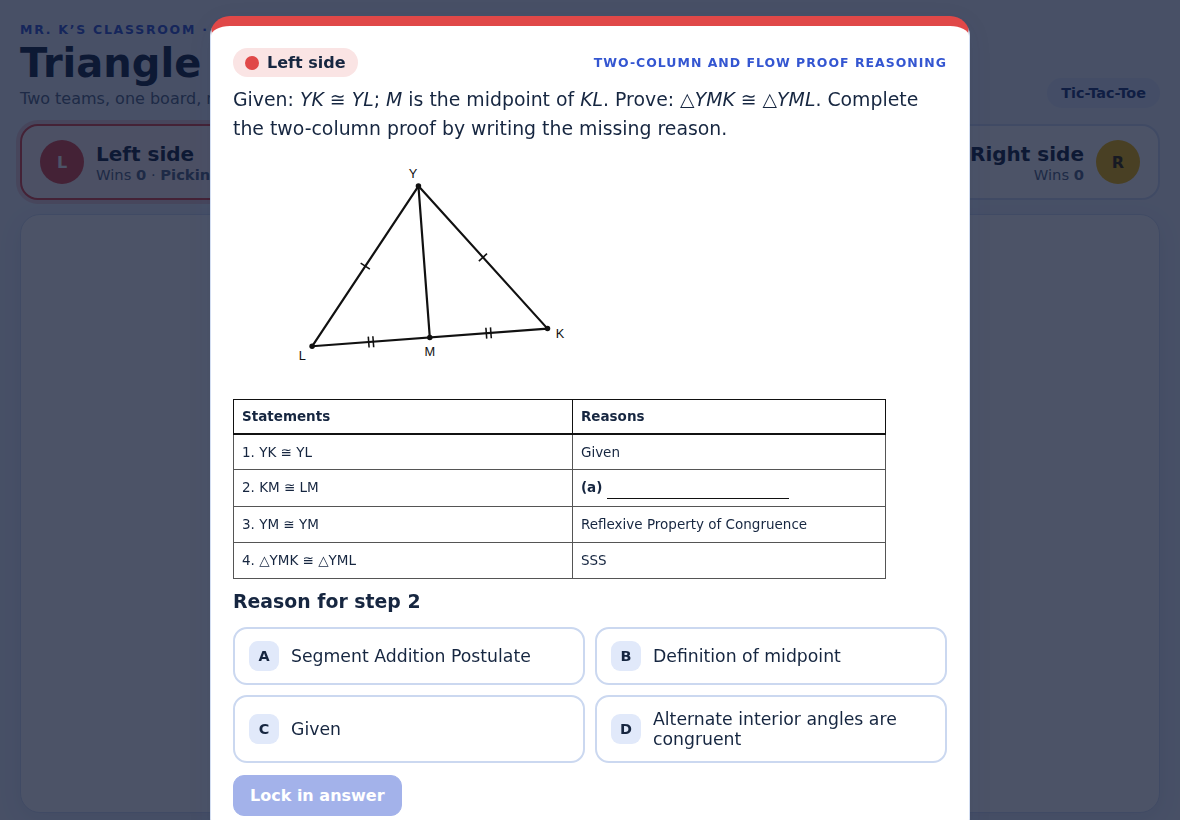 MR. K'S CLASSROOM
Triangle
Two teams, one board,
Tic-Tac-Toe
L
Left side
Wins 0 · Pickin
Right side
Wins 0
R
Left side
TWO-COLUMN AND FLOW PROOF REASONING
Given: YK ≅ YL; M is the midpoint of KL. Prove: △YMK ≅ △YML. Complete
the two-column proof by writing the missing reason.
Y
K
L
M
Statements Reasons
1. YK ≅ YL Given
2. KM ≅ LM (a)
3. YM ≅ YM Reflexive Property of Congruence
4. △YMK ≅ △YML SSS
Reason for step 2
A Segment Addition Postulate
B Definition of midpoint
C Given
D Alternate interior angles are
congruent
Lock in answer